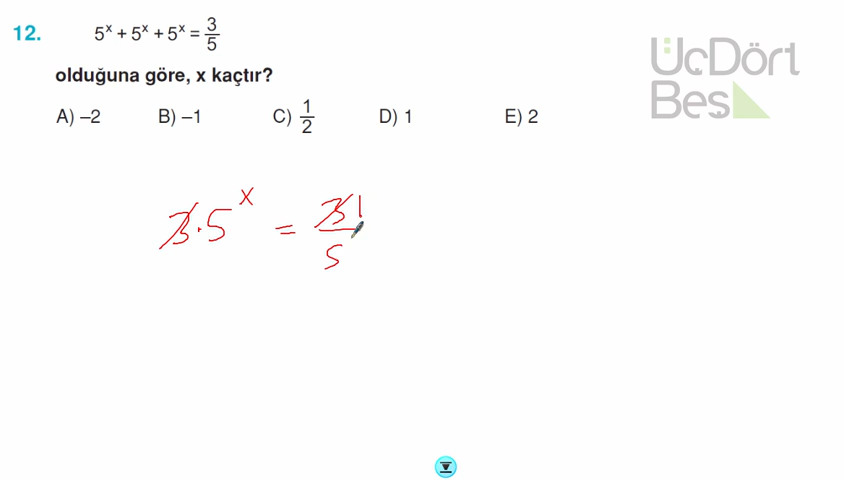 12. 5ˣ + 5ˣ + 5ˣ = 3/5
olduğuna göre, x kaçtır?
A) –2 B) –1 C) 1/2 D) 1 E) 2
ÜçDört
Beş
3·5ˣ = 31/5